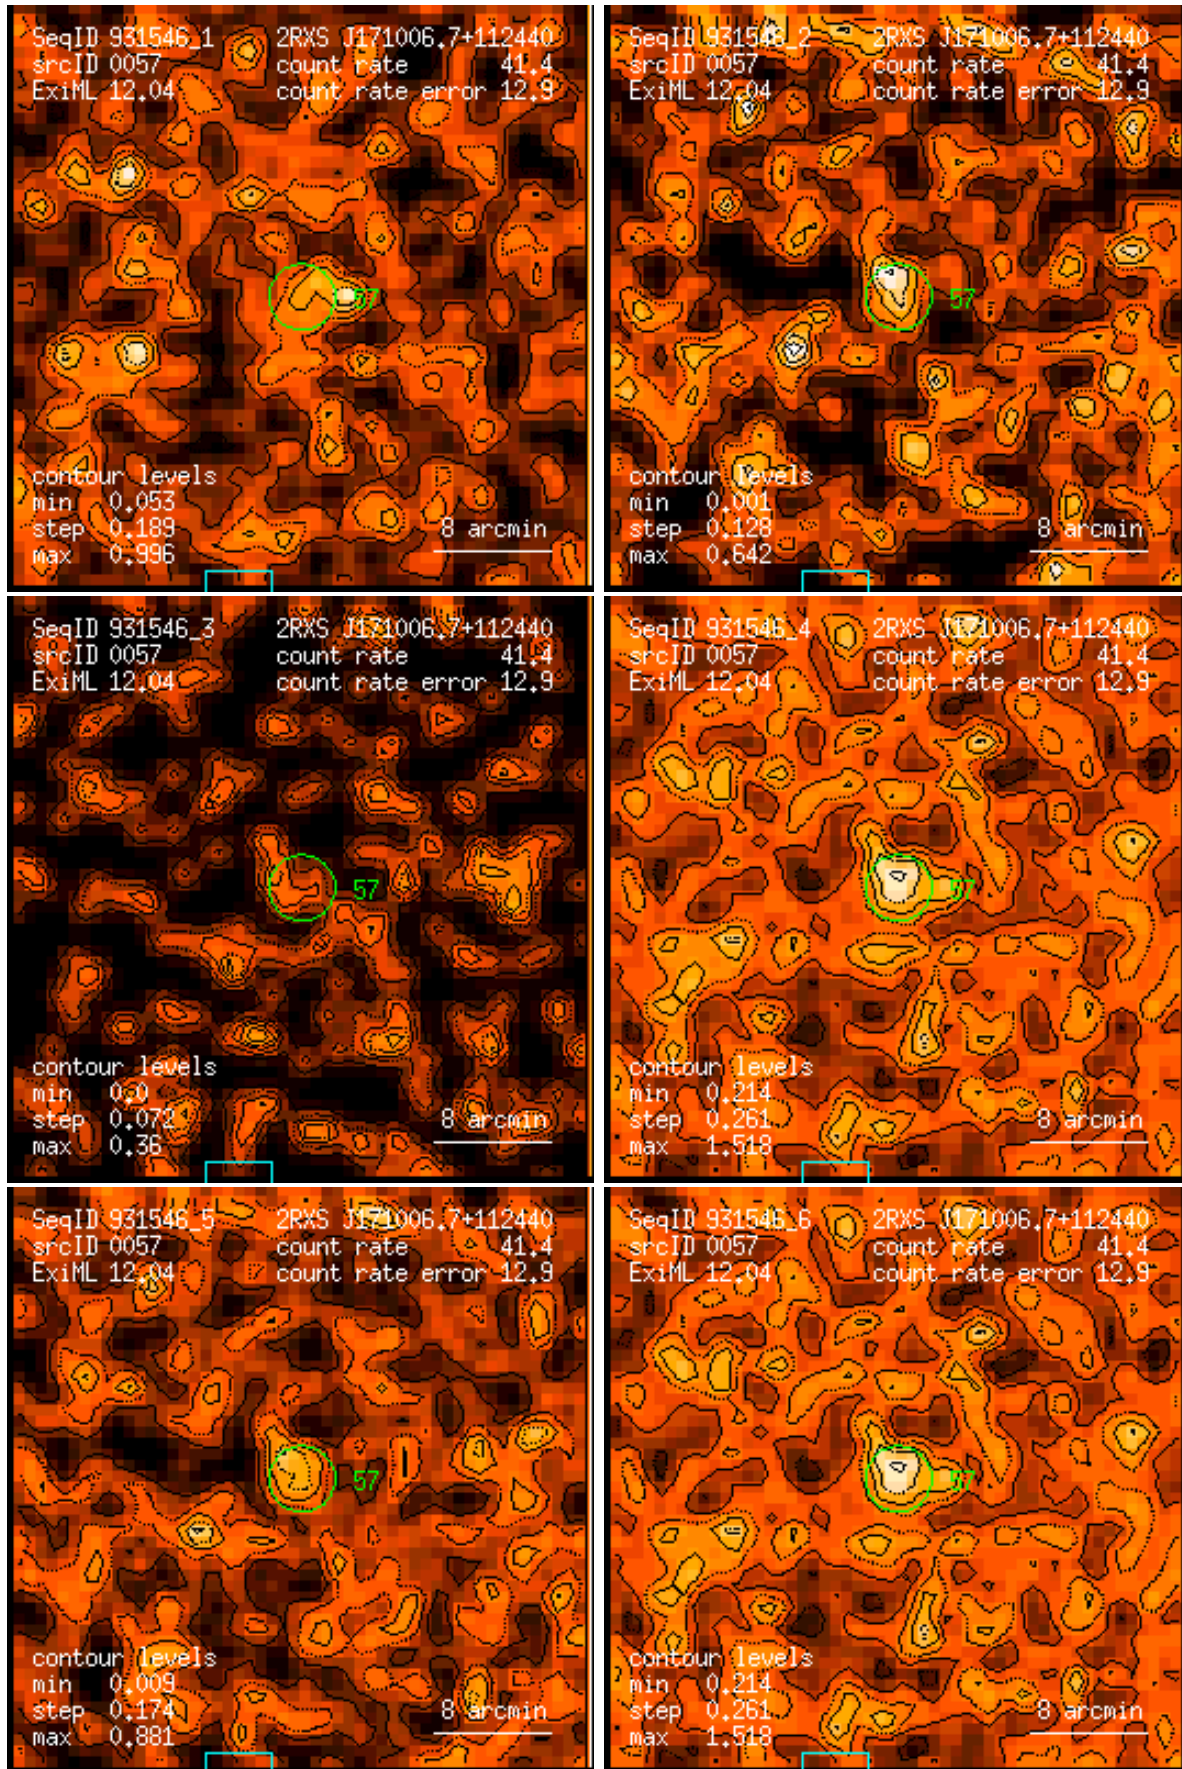 SeqID 931546_1 2RXS J171006.7+112440
srcID 0057 count rate 41.4
ExiML 12.04 count rate error 12.9
57
contour levels
min 0.053
step 0.189 8 arcmin
max 0.996
SeqID 931546_2 2RXS J171006.7+112440
srcID 0057 count rate 41.4
ExiML 12.04 count rate error 12.9
57
contour levels
min 0.001
step 0.128 8 arcmin
max 0.642
SeqID 931546_3 2RXS J171006.7+112440
srcID 0057 count rate 41.4
ExiML 12.04 count rate error 12.9
57
contour levels
min 0.0
step 0.072 8 arcmin
max 0.36
SeqID 931546_4 2RXS J171006.7+112440
srcID 0057 count rate 41.4
ExiML 12.04 count rate error 12.9
57
contour levels
min 0.214
step 0.261 8 arcmin
max 1.518
SeqID 931546_5 2RXS J171006.7+112440
srcID 0057 count rate 41.4
ExiML 12.04 count rate error 12.9
57
contour levels
min 0.009
step 0.174 8 arcmin
max 0.881
SeqID 931546_6 2RXS J171006.7+112440
srcID 0057 count rate 41.4
ExiML 12.04 count rate error 12.9
57
contour levels
min 0.214
step 0.261 8 arcmin
max 1.518